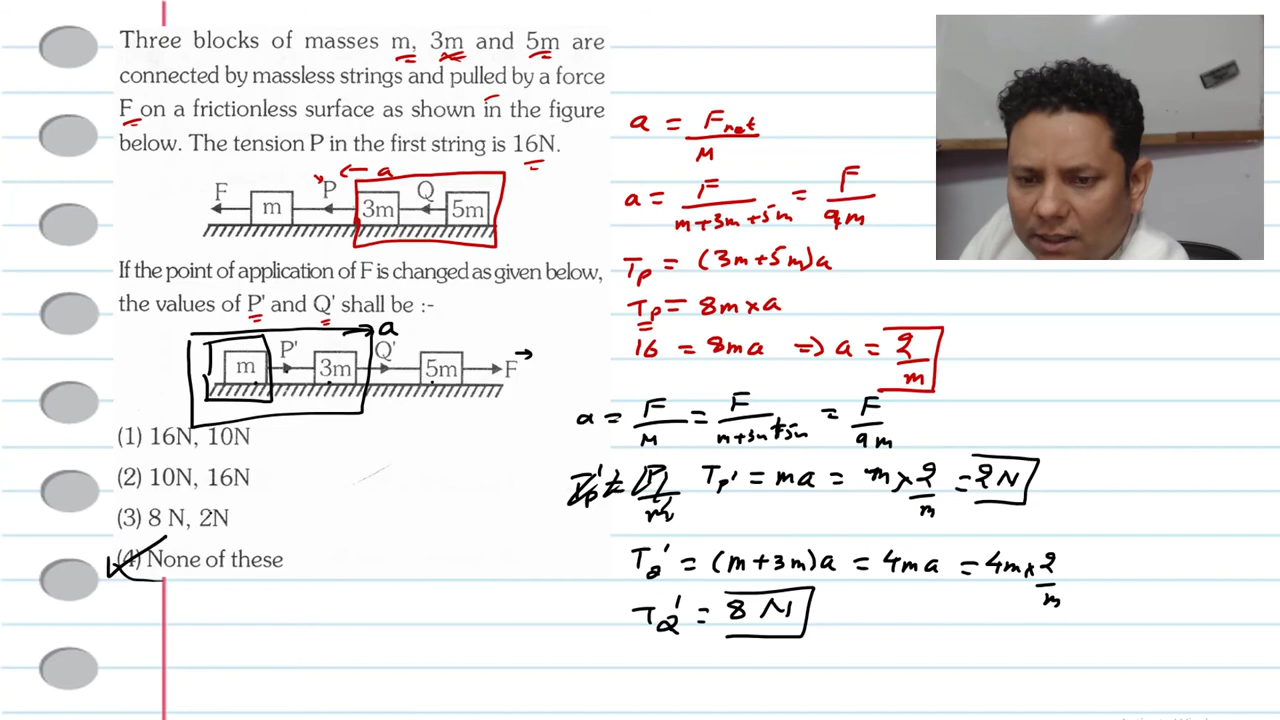 Three blocks of masses m, 3m and 5m are
connected by massless strings and pulled by a force
F on a frictionless surface as shown in the figure
below. The tension P in the first string is 16N.
F m P a 3m Q 5m
If the point of application of F is changed as given below,
the values of P' and Q' shall be :-
a
m P' 3m Q' 5m F
(1) 16N, 10N
(2) 10N, 16N
(3) 8 N, 2N
(4) None of these
a = Fnet / M
a = F / m+3m+5m = F / 9m
Tp = (3m+5m)a
Tp = 8m×a
16 = 8ma ⇒ a = 2 / m
a = F / M = F / m+3m+5m = F / 9m
Tp' = ma = m × 2 / m = 2N
TQ' = (m+3m)a = 4ma = 4m × 2 / m
TQ' = 8 N